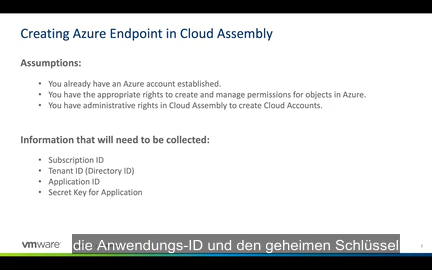 Creating Azure Endpoint in Cloud Assembly
Assumptions:
• You already have an Azure account established.
• You have the appropriate rights to create and manage permissions for objects in Azure.
• You have administrative rights in Cloud Assembly to create Cloud Accounts.
Information that will need to be collected:
• Subscription ID
• Tenant ID (Directory ID)
• Application ID
• Secret Key for Application
vmware
die Anwendungs-ID und den geheimen Schlüssel